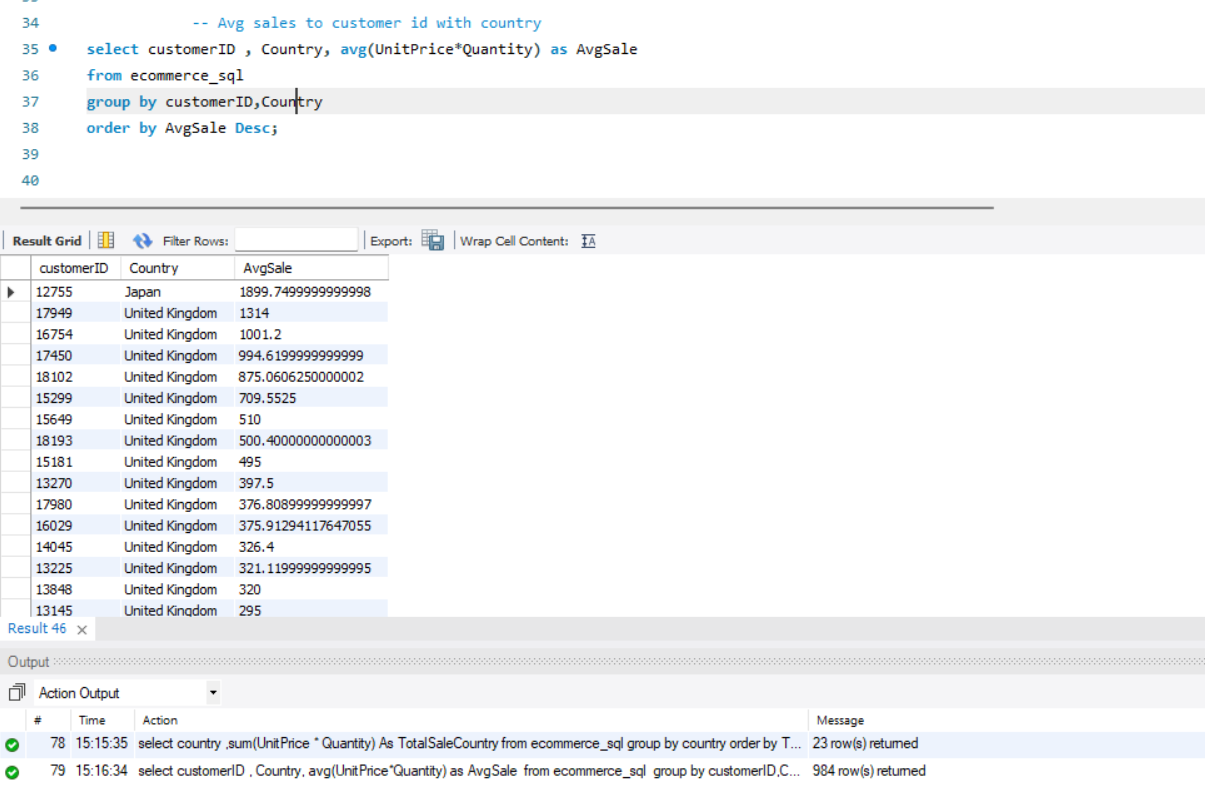 34 -- Avg sales to customer id with country
35 select customerID , Country, avg(UnitPrice*Quantity) as AvgSale
36 from ecommerce_sql
37 group by customerID,Country
38 order by AvgSale Desc;
39
40
Result Grid Filter Rows: Export: Wrap Cell Content: IA
customerID Country AvgSale
12755 Japan 1899.7499999999998
17949 United Kingdom 1314
16754 United Kingdom 1001.2
17450 United Kingdom 994.6199999999999
18102 United Kingdom 875.0606250000002
15299 United Kingdom 709.5525
15649 United Kingdom 510
18193 United Kingdom 500.40000000000003
15181 United Kingdom 495
13270 United Kingdom 397.5
17980 United Kingdom 376.80899999999997
16029 United Kingdom 375.91294117647055
14045 United Kingdom 326.4
13225 United Kingdom 321.11999999999995
13848 United Kingdom 320
13145 United Kingdom 295
Result 46
Output
Action Output
# Time Action Message
78 15:15:35 select country ,sum(UnitPrice * Quantity) As TotalSaleCountry from ecommerce_sql group by country order by T... 23 row(s) returned
79 15:16:34 select customerID , Country, avg(UnitPrice*Quantity) as AvgSale from ecommerce_sql group by customerID,C... 984 row(s) returned